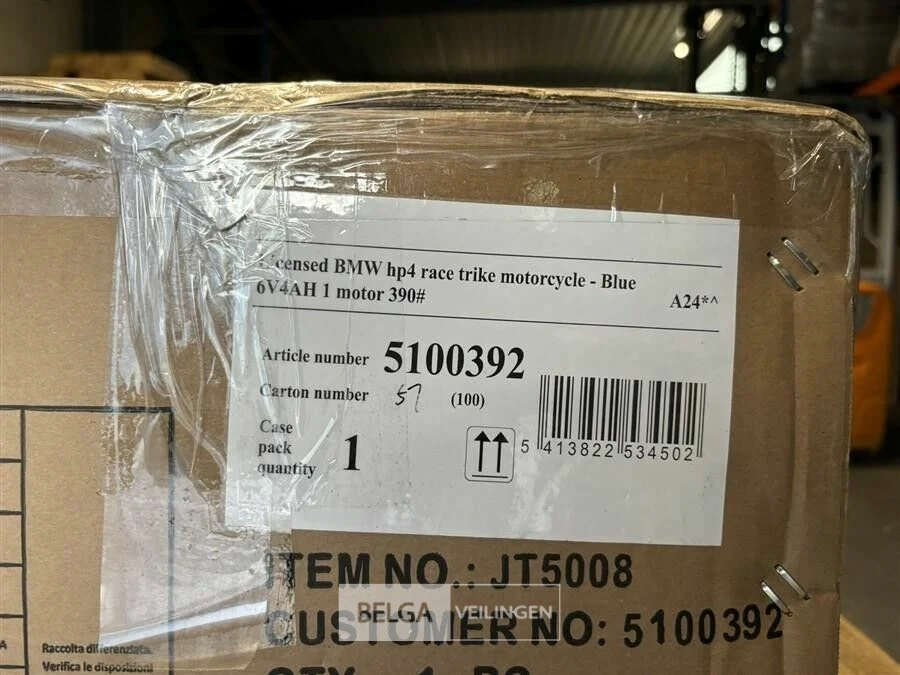 censed BMW hp4 race trike motorcycle - Blue
6V4AH 1 motor 390#
A24*^
Article number 5100392
Carton number 57 (100)
Case pack quantity 1
5 413822 534502
ITEM NO.: JT5008
BELGA VEILINGEN
CUSTOMER NO: 5100392
Raccolta differenziata.
Verifica le disposizioni